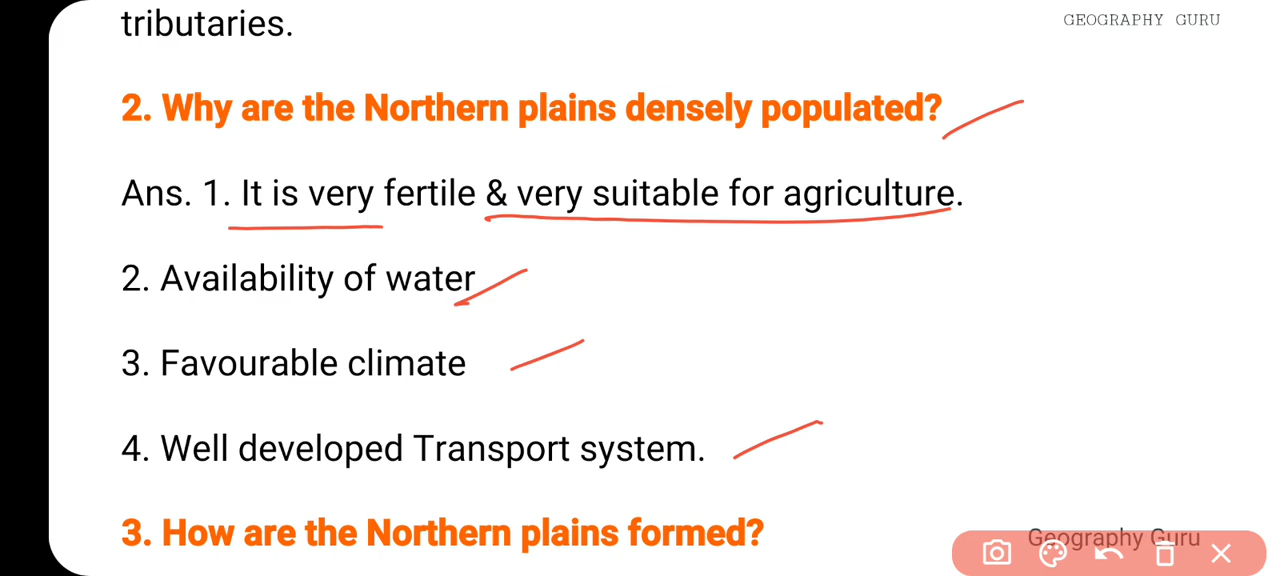 tributaries.
GEOGRAPHY GURU
2. Why are the Northern plains densely populated?
Ans. 1. It is very fertile & very suitable for agriculture.
2. Availability of water
3. Favourable climate
4. Well developed Transport system.
3. How are the Northern plains formed?
Geography Guru